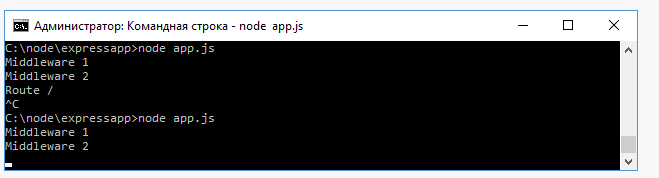 Администратор: Командная строка - node app.js
C:\node\expressapp>node app.js
Middleware 1
Middleware 2
Route /
^C
C:\node\expressapp>node app.js
Middleware 1
Middleware 2